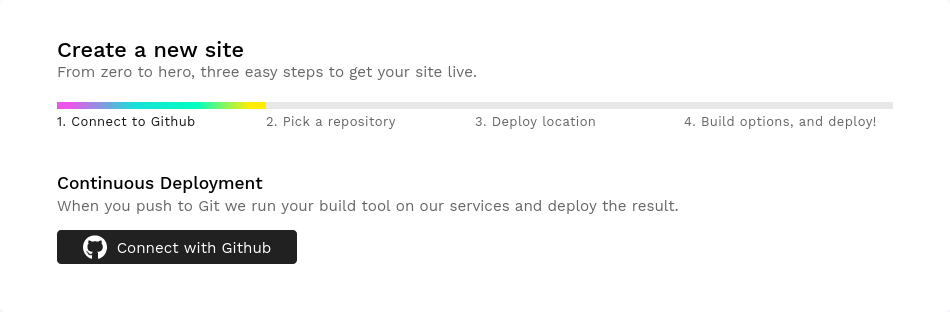 Create a new site
From zero to hero, three easy steps to get your site live.
1. Connect to Github
2. Pick a repository
3. Deploy location
4. Build options, and deploy!
Continuous Deployment
When you push to Git we run your build tool on our services and deploy the result.
Connect with Github